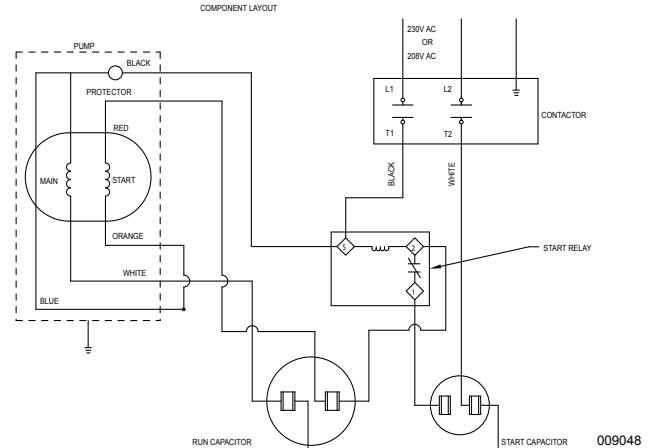 COMPONENT LAYOUT
230V AC
OR
208V AC
PUMP
BLACK
PROTECTOR
L1
L2
CONTACTOR
RED
T1
T2
MAIN
START
BLACK
WHITE
ORANGE
5
2
START RELAY
WHITE
1
BLUE
RUN CAPACITOR
START CAPACITOR
009048